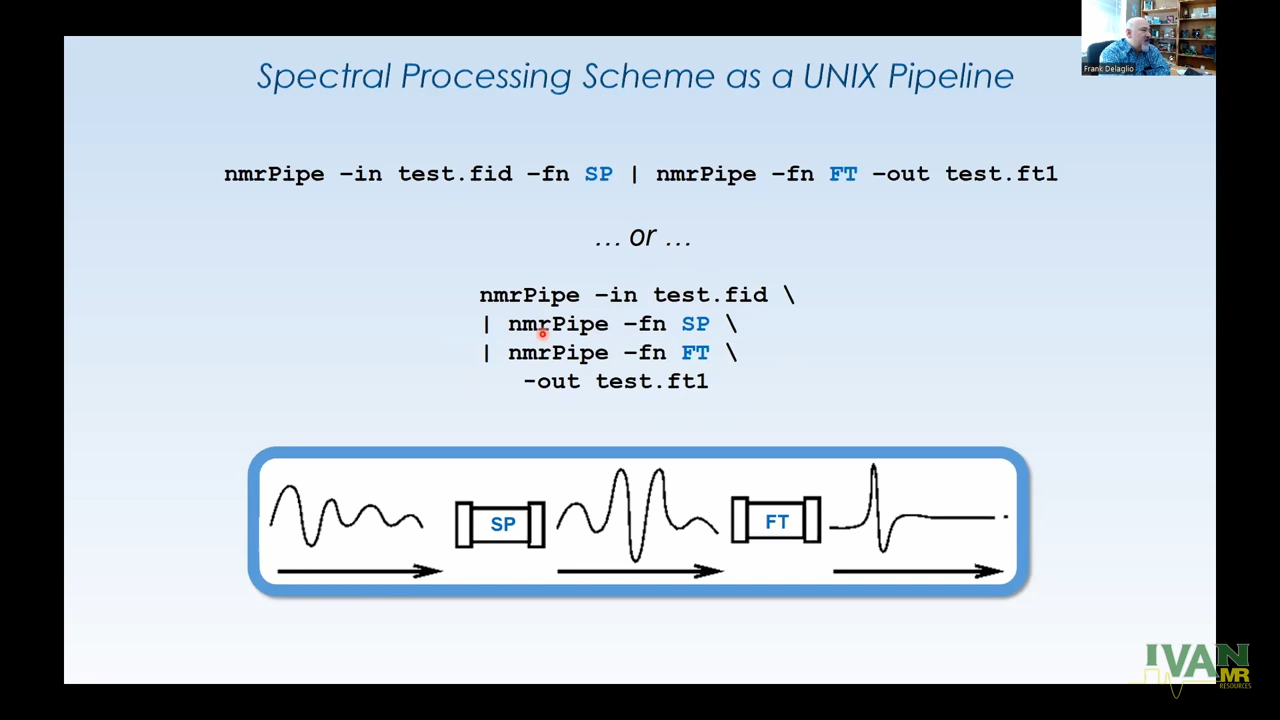 Frank Delaglio
Spectral Processing Scheme as a UNIX Pipeline
nmrPipe –in test.fid –fn SP | nmrPipe –fn FT –out test.ft1
… or …
nmrPipe –in test.fid \
| nmrPipe –fn SP \
| nmrPipe –fn FT \
-out test.ft1
SP
FT
IVAN
MR
RESOURCES